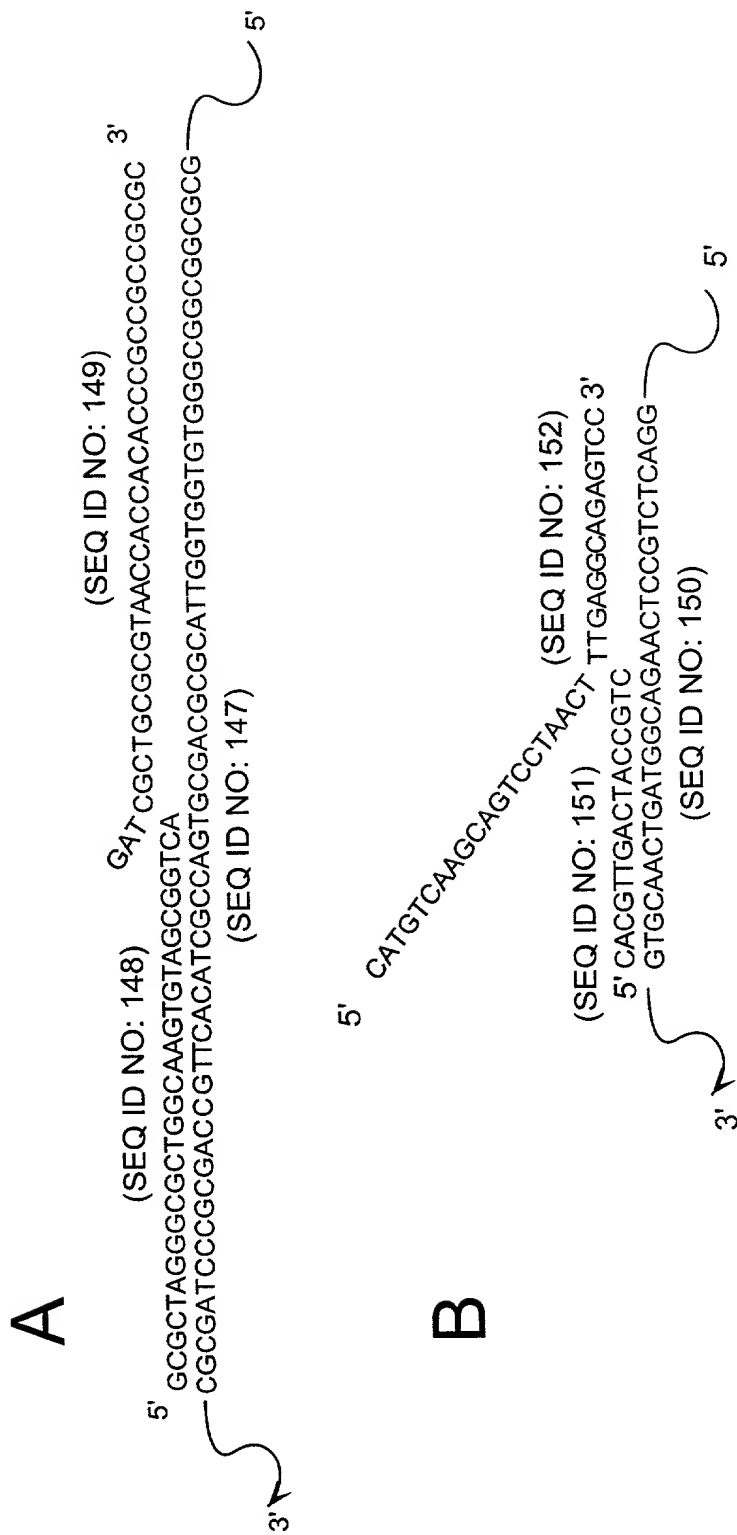 A
(SEQ ID NO: 148) (SEQ ID NO: 149)
GAT
5' GCGCTAGGGCGCTGGCAAGTGTAGCGGTCA CGCTGCGCGTAACCACCACACCCGCCGCCGCGC 3'
3' CGCGATCCCGCGACCGTTCACATCGCCAGTGCGACGCGCATTGGTGGTGTGGGCGGCGGCGCG 5'
(SEQ ID NO: 147)
B
5' CATGTCAAGCAGTCCTAACT
(SEQ ID NO: 151) (SEQ ID NO: 152)
TTGAGGCAGAGTCC 3'
5' CACGTTGACTACCGTC
3' GTGCAACTGATGGCAGAACTCCGTCTCAGG 5'
(SEQ ID NO: 150)